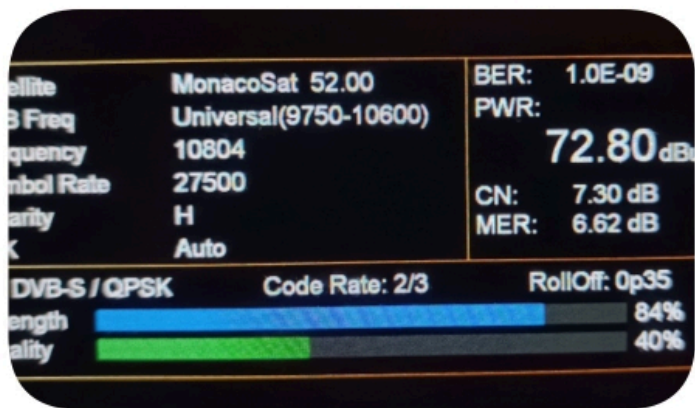 ellite MonacoSat 52.00
B Freq Universal(9750-10600)
quency 10804
mbol Rate 27500
arity H
K Auto
BER: 1.0E-09
PWR:
72.80 dBu
CN: 7.30 dB
MER: 6.62 dB
DVB-S / QPSK Code Rate: 2/3 RollOff: 0p35
ength 84%
ality 40%